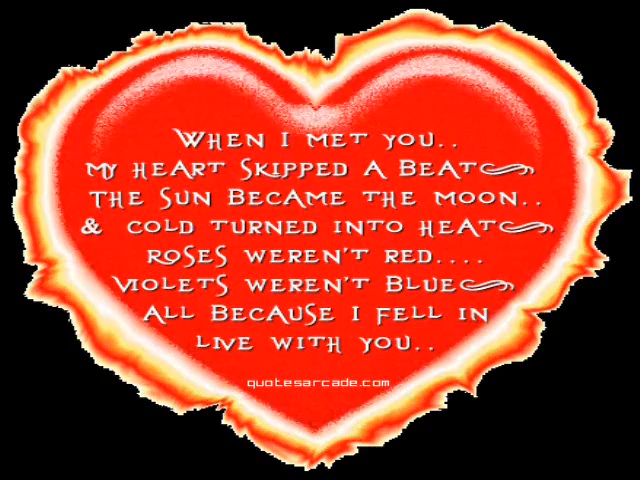 When I met you..
my heart skipped a beat~
the sun became the moon..
& cold turned into heat~
roses weren't red....
violets weren't blue~
all because I fell in
live with you..
quotesarcade.com